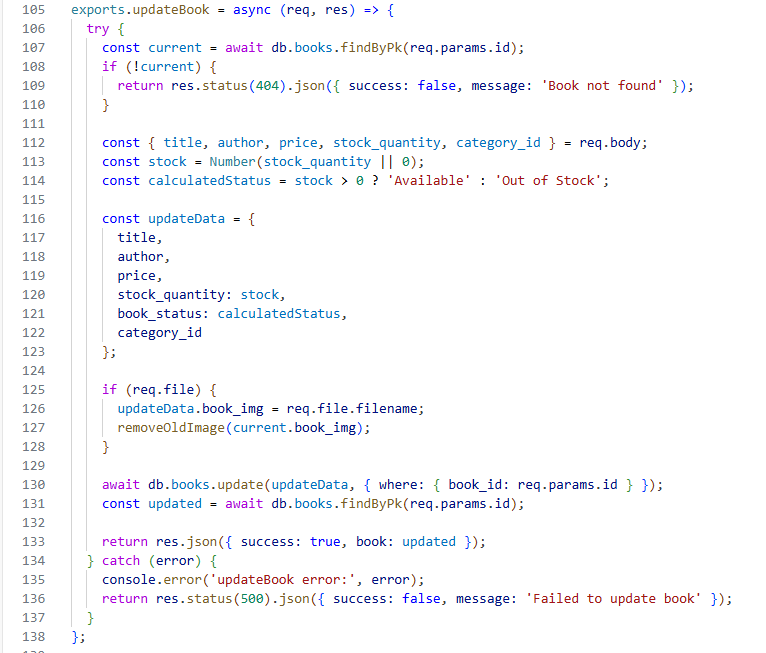 105 exports.updateBook = async (req, res) => {
106   try {
107     const current = await db.books.findByPk(req.params.id);
108     if (!current) {
109       return res.status(404).json({ success: false, message: 'Book not found' });
110     }
111
112     const { title, author, price, stock_quantity, category_id } = req.body;
113     const stock = Number(stock_quantity || 0);
114     const calculatedStatus = stock > 0 ? 'Available' : 'Out of Stock';
115
116     const updateData = {
117       title,
118       author,
119       price,
120       stock_quantity: stock,
121       book_status: calculatedStatus,
122       category_id
123     };
124
125     if (req.file) {
126       updateData.book_img = req.file.filename;
127       removeOldImage(current.book_img);
128     }
129
130     await db.books.update(updateData, { where: { book_id: req.params.id } });
131     const updated = await db.books.findByPk(req.params.id);
132
133     return res.json({ success: true, book: updated });
134   } catch (error) {
135     console.error('updateBook error:', error);
136     return res.status(500).json({ success: false, message: 'Failed to update book' });
137   }
138 };